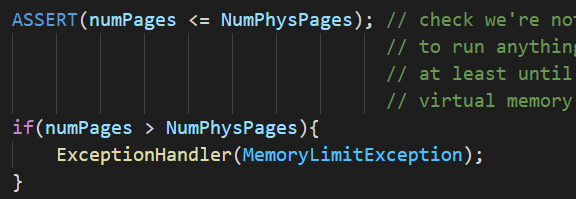 ASSERT(numPages <= NumPhysPages); // check we're not
// to run anything
// at least until
// virtual memory
if(numPages > NumPhysPages){
ExceptionHandler(MemoryLimitException);
}